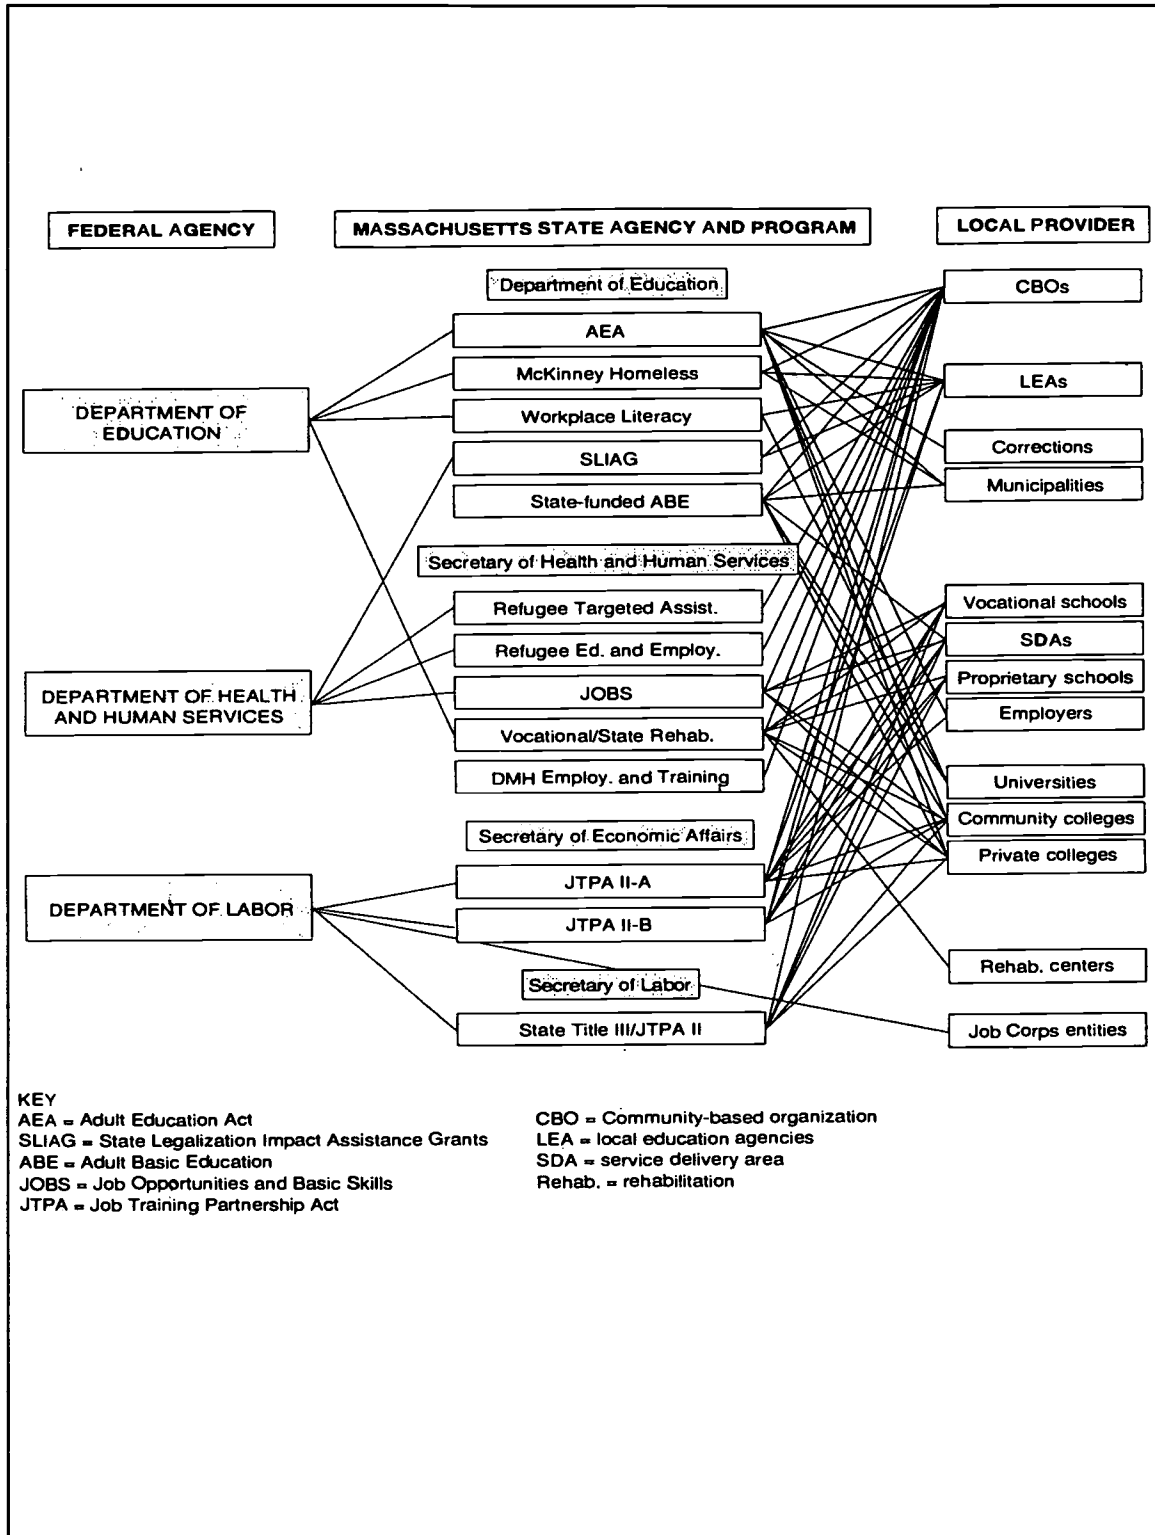 FEDERAL AGENCY
MASSACHUSETTS STATE AGENCY AND PROGRAM
LOCAL PROVIDER
Department of Education
CBOs
AEA
McKinney Homeless
LEAs
DEPARTMENT OF
EDUCATION
Workplace Literacy
Corrections
SLIAG
Municipalities
State-funded ABE
Secretary of Health and Human Services
Refugee Targeted Assist.
Vocational schools
Refugee Ed. and Employ.
SDAs
DEPARTMENT OF HEALTH
AND HUMAN SERVICES
JOBS
Proprietary schools
Vocational/State Rehab.
Employers
DMH Employ. and Training
Universities
Secretary of Economic Affairs
Community colleges
Private colleges
JTPA II-A
DEPARTMENT OF LABOR
JTPA II-B
Rehab. centers
Secretary of Labor
State Title III/JTPA II
Job Corps entities
KEY
AEA = Adult Education Act
SLIAG = State Legalization Impact Assistance Grants
ABE = Adult Basic Education
JOBS = Job Opportunities and Basic Skills
JTPA = Job Training Partnership Act
CBO = Community-based organization
LEA = local education agencies
SDA = service delivery area
Rehab. = rehabilitation